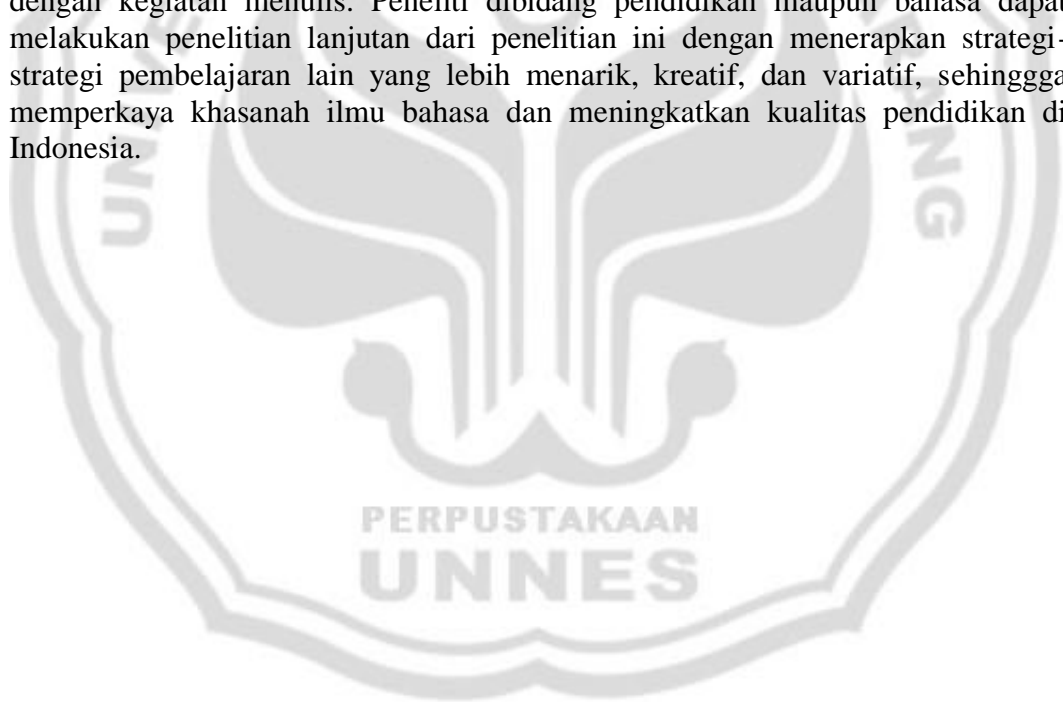 dengan kegiatan menulis. Peneliti dibidang pendidikan maupun bahasa dapat
melakukan penelitian lanjutan dari penelitian ini dengan menerapkan strategi-
strategi pembelajaran lain yang lebih menarik, kreatif, dan variatif, sehinggga
memperkaya khasanah ilmu bahasa dan meningkatkan kualitas pendidikan di
Indonesia.
PERPUSTAKAAN
UNNES